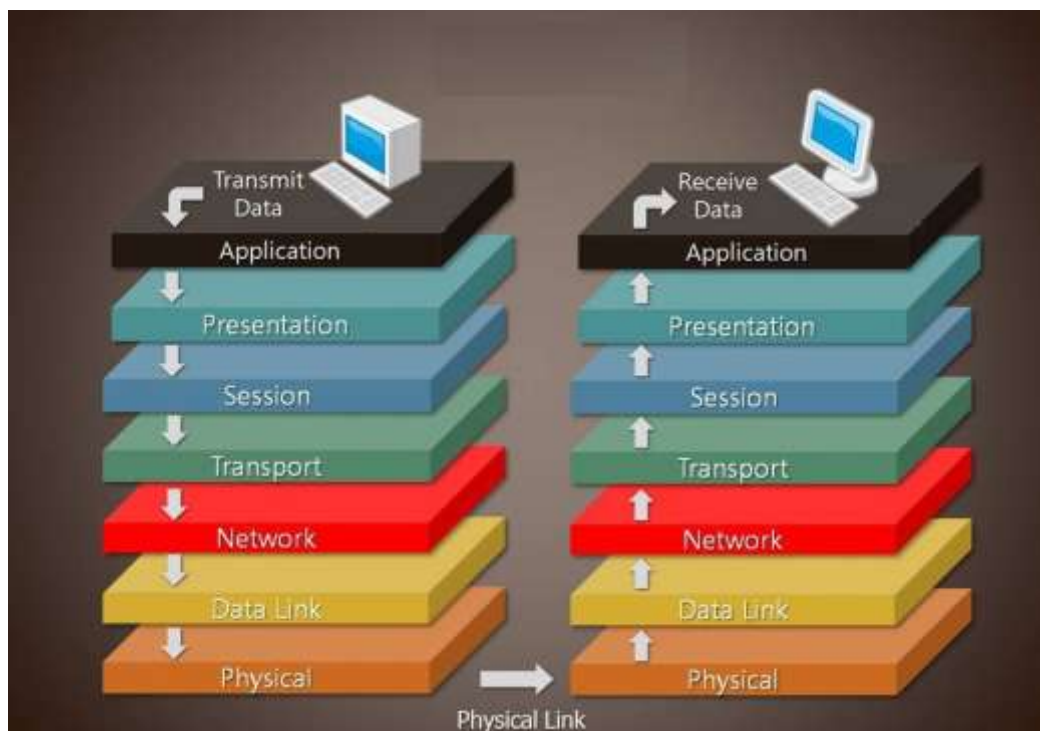 Transmit
Data
Application
Presentation
Session
Transport
Network
Data Link
Physical
Receive
Data
Application
Presentation
Session
Transport
Network
Data Link
Physical
Physical Link